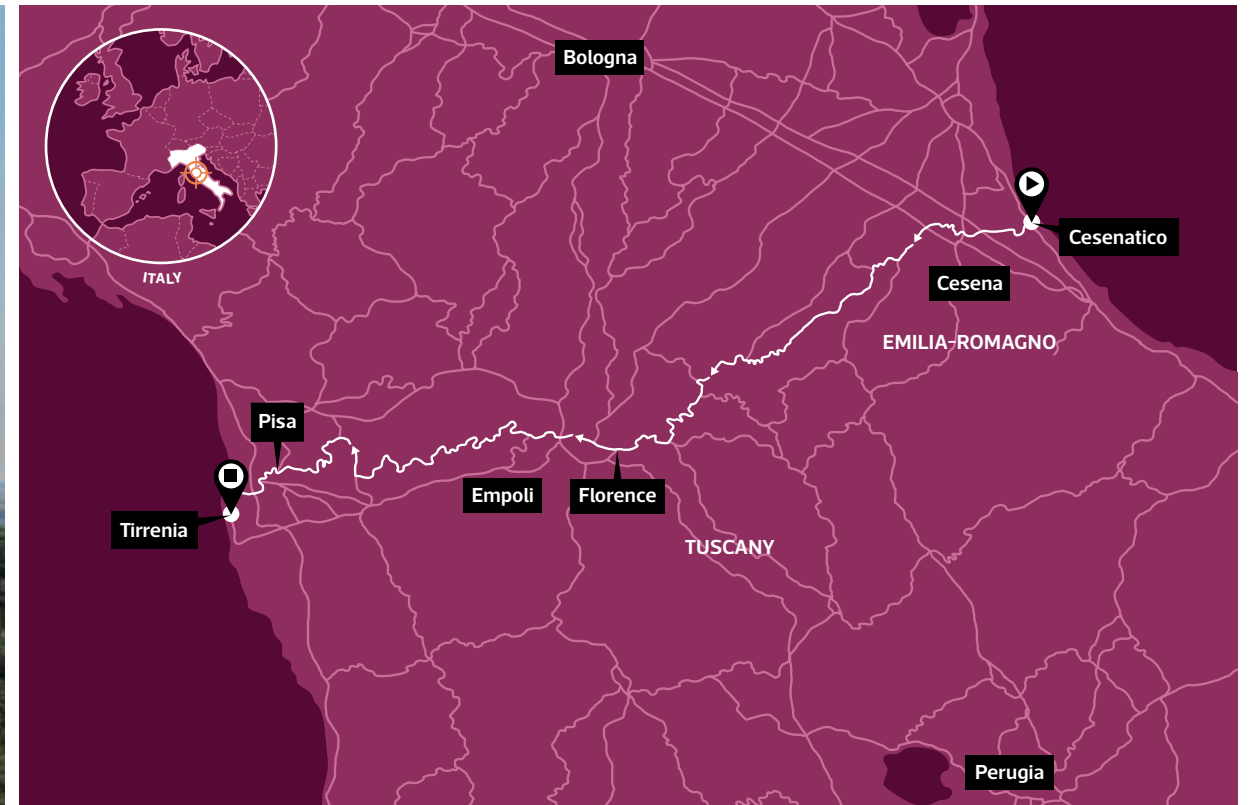 Bologna
ITALY
Cesenatico
Cesena
EMILIA-ROMAGNO
Pisa
Empoli
Florence
Tirrenia
TUSCANY
Perugia